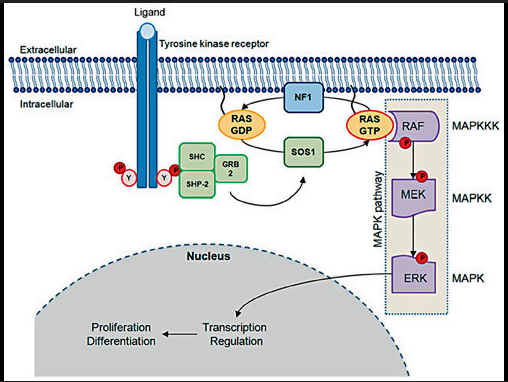 Ligand
Extracellular
Tyrosine kinase receptor
Intracellular
NF1
RAS
GDP
RAS
GTP
RAF
MAPKKK
P
SOS1
SHC
GRB
2
SHP-2
P
Y
Y
P
P
MEK
MAPKK
MAPK pathway
P
ERK
MAPK
Nucleus
Proliferation
Differentiation
Transcription
Regulation